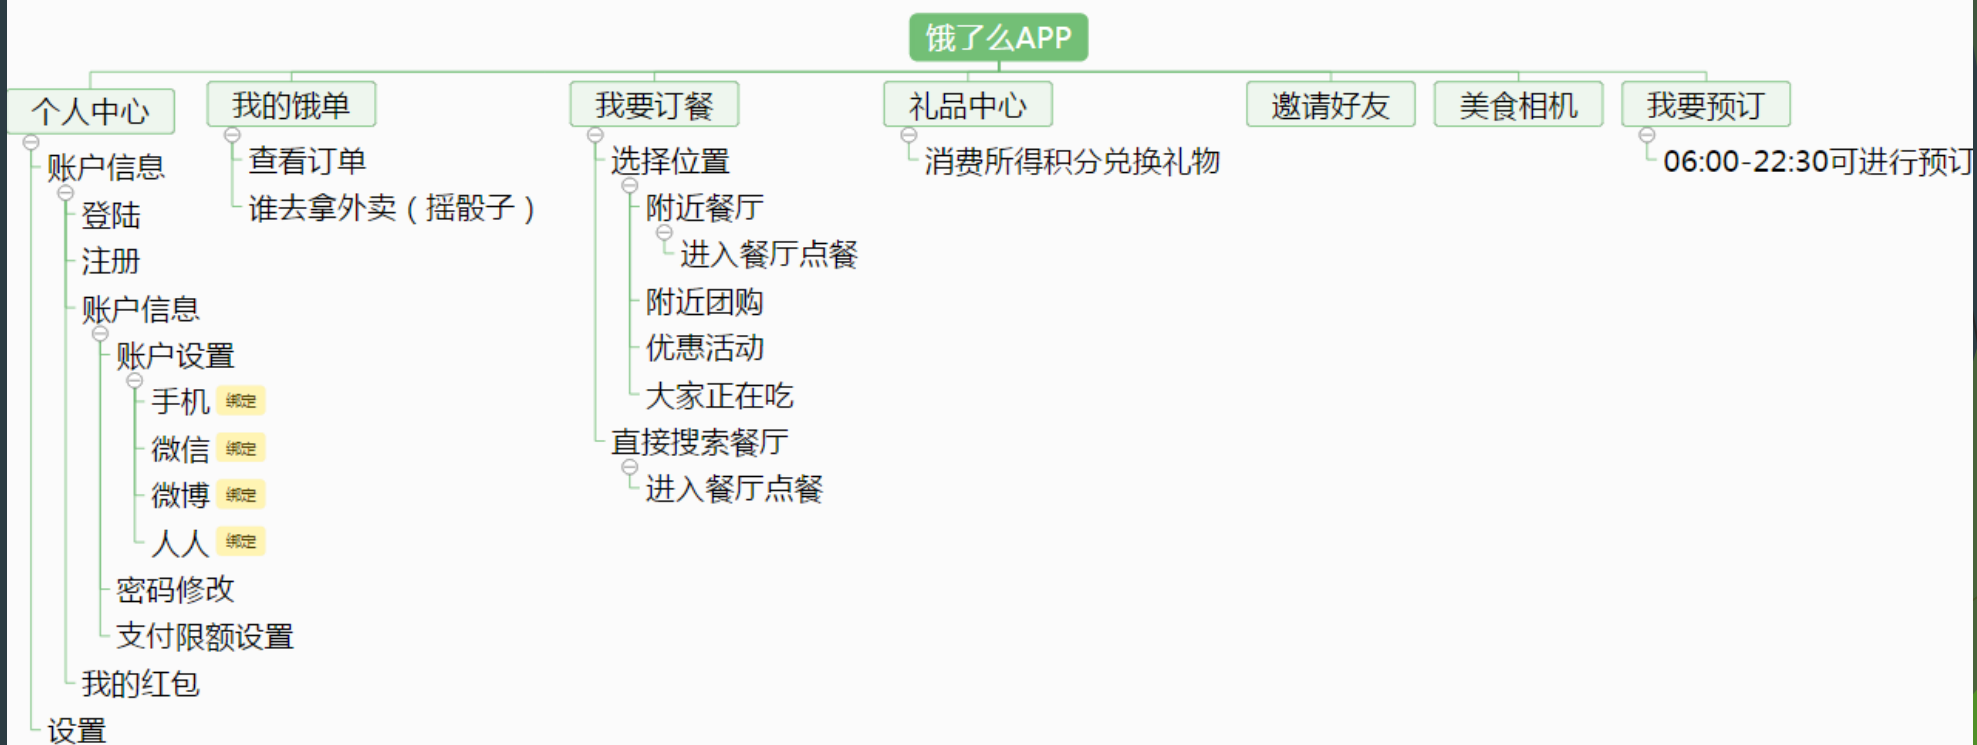 饿了么APP
个人中心
账户信息
登陆
注册
账户信息
账户设置
手机 绑定
微信 绑定
微博 绑定
人人 绑定
密码修改
支付限额设置
我的红包
设置
我的饿单
查看订单
谁去拿外卖（摇骰子）
我要订餐
选择位置
附近餐厅
进入餐厅点餐
附近团购
优惠活动
大家正在吃
直接搜索餐厅
进入餐厅点餐
礼品中心
消费所得积分兑换礼物
邀请好友
美食相机
我要预订
06:00-22:30可进行预订